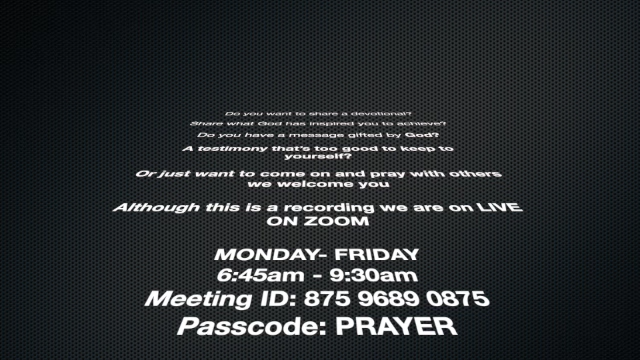 Do you want to share a devotional?
Share what God has inspired you to achieve?
Do you have a message gifted by God?
A testimony that's too good to keep to
yourself?
Or just want to come on and pray with others
we welcome you
Although this is a recording we are on LIVE
ON ZOOM
MONDAY- FRIDAY
6:45am - 9:30am
Meeting ID: 875 9689 0875
Passcode: PRAYER